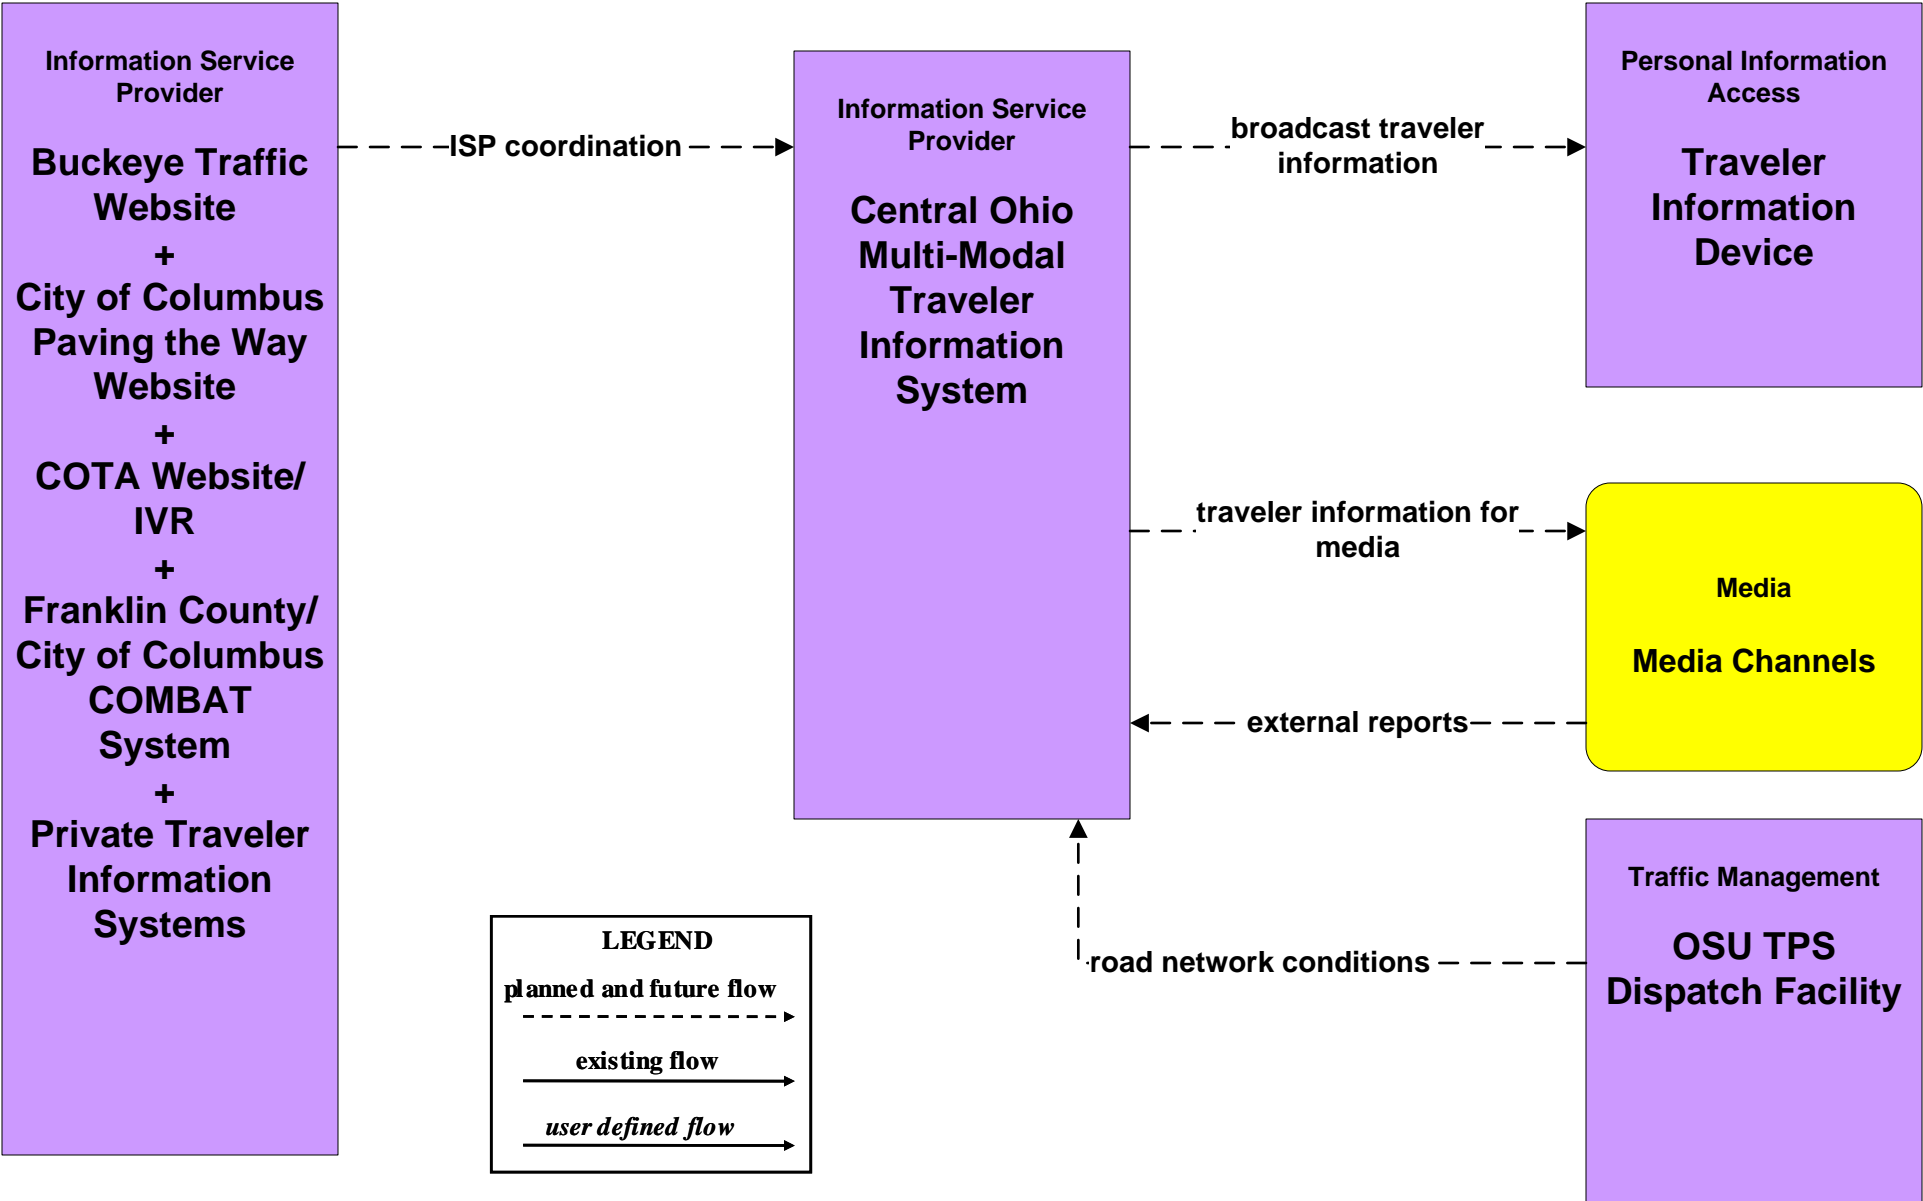 Information Service
Provider
Buckeye Traffic
Website
+
City of Columbus
Paving the Way
Website
+
COTA Website/
IVR
+
Franklin County/
City of Columbus
COMBAT
System
+
Private Traveler
Information
Systems
ISP coordination
Information Service
Provider
Central Ohio
Multi-Modal
Traveler
Information
System
broadcast traveler
information
Personal Information
Access
Traveler
Information
Device
traveler information for
media
Media
Media Channels
external reports
Traffic Management
OSU TPS
Dispatch Facility
road network conditions
LEGEND
planned and future flow
existing flow
user defined flow